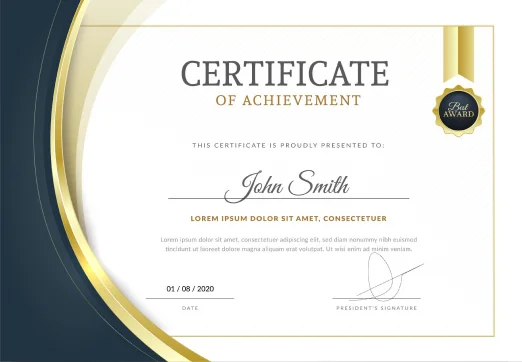 CERTIFICATE
OF ACHIEVEMENT
Best
AWARD
THIS CERTIFICATE IS PROUDLY PRESENTED TO:
John Smith
LOREM IPSUM DOLOR SIT AMET, CONSECTETUER
Lorem ipsum dolor sit amet, consectetuer adipiscing elit, sed diam nonummy nibh euismod
tincidunt ut laoreet dolore magna aliquam erat volutpat. Ut wisi enim ad minim veniam.
01 / 08 / 2020
DATE
PRESIDENT'S SIGNATURE